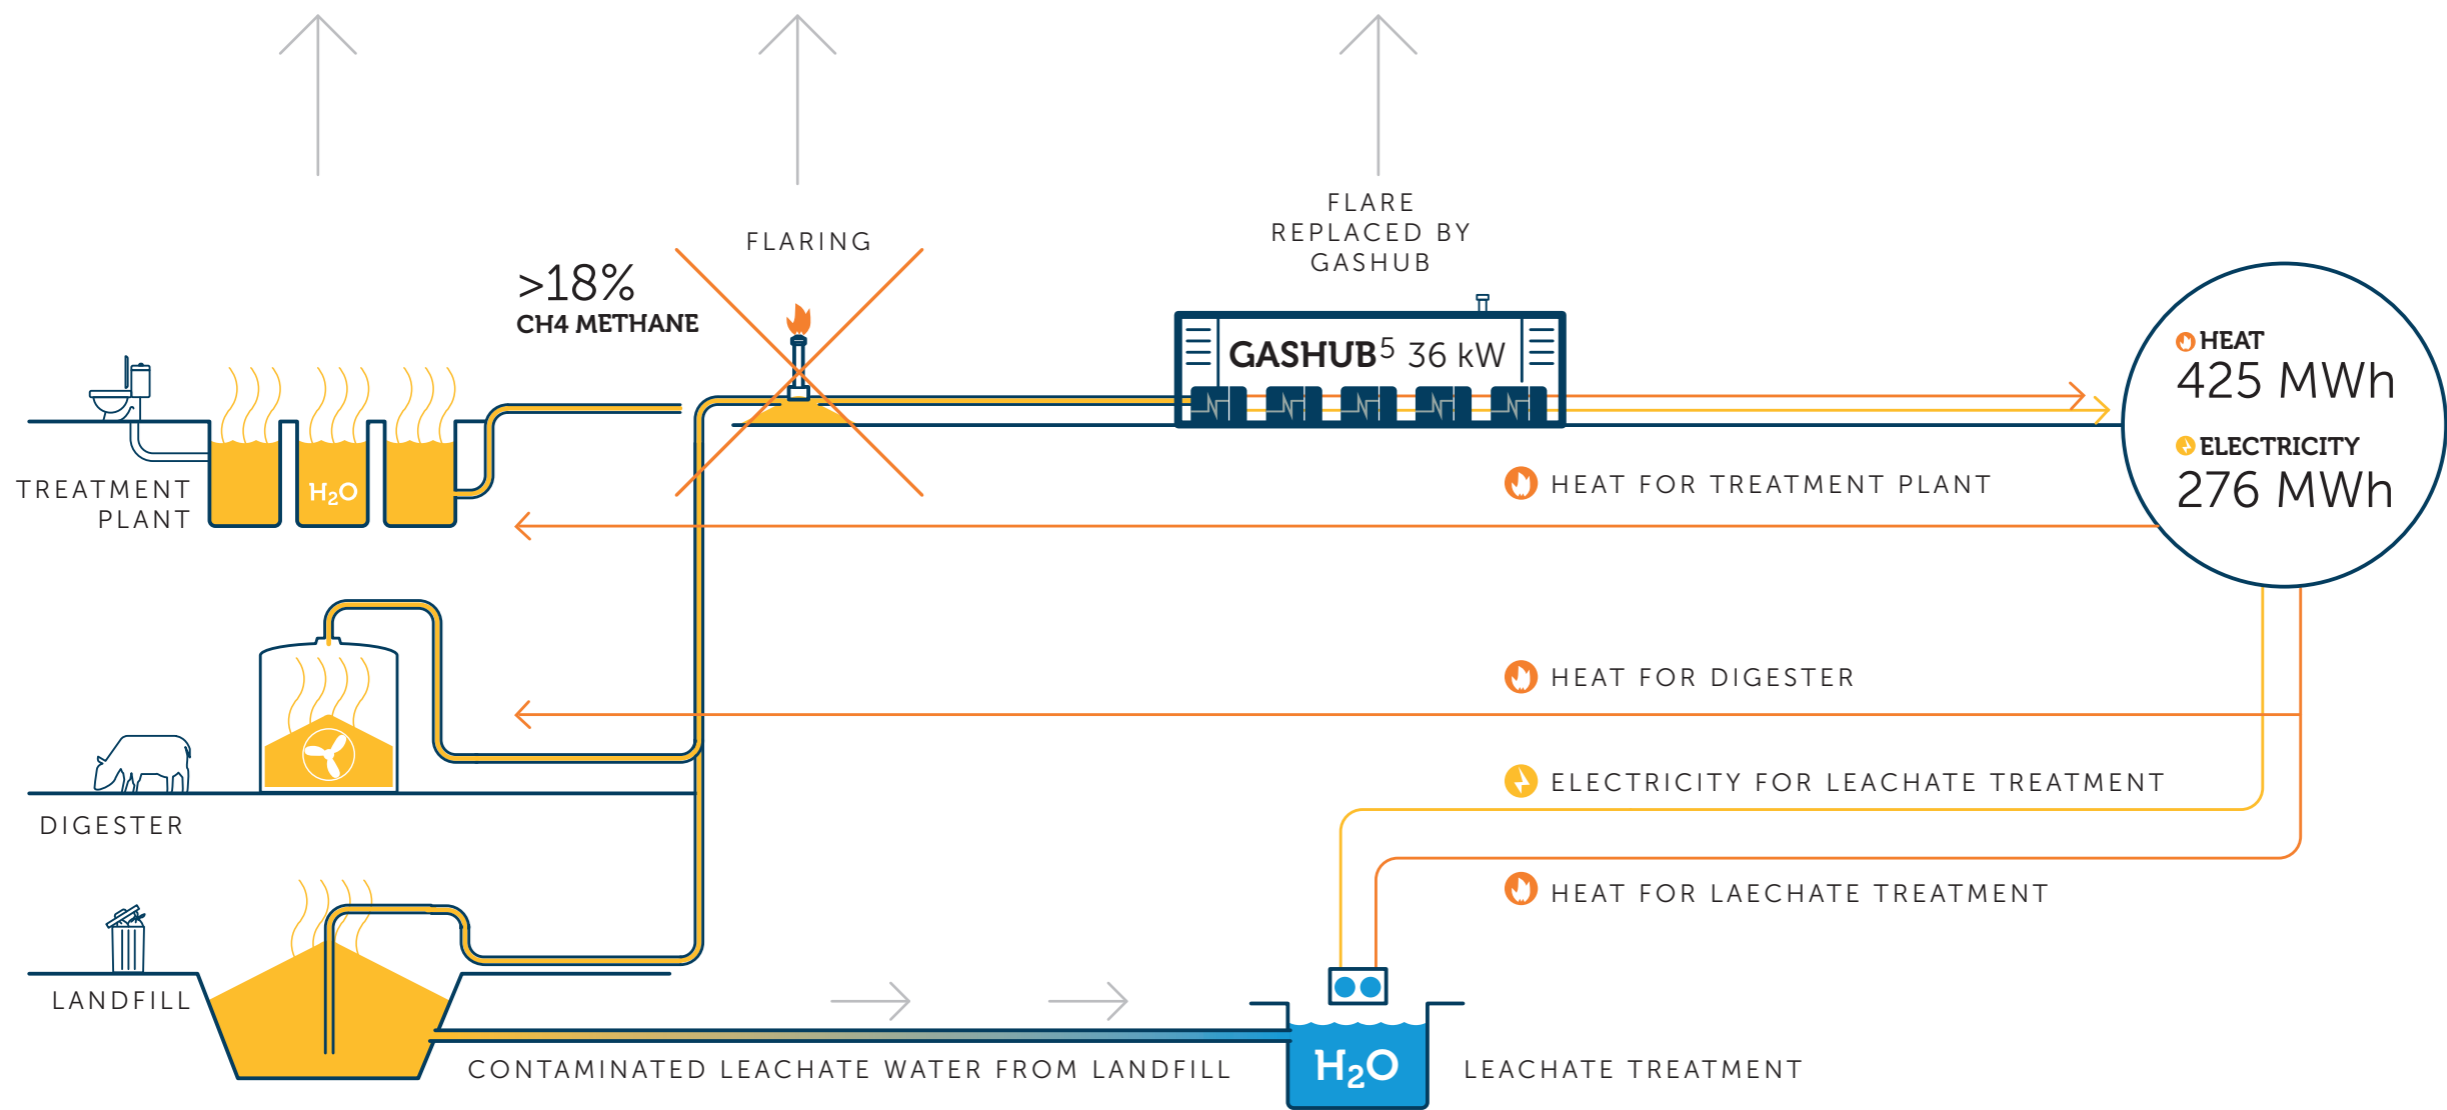 FLARING
FLARE
REPLACED BY
GASHUB
>18%
CH4 METHANE
GASHUB5 36 kW
HEAT
425 MWh
ELECTRICITY
276 MWh
TREATMENT
PLANT
H2O
HEAT FOR TREATMENT PLANT
HEAT FOR DIGESTER
DIGESTER
ELECTRICITY FOR LEACHATE TREATMENT
HEAT FOR LAECHATE TREATMENT
LANDFILL
CONTAMINATED LEACHATE WATER FROM LANDFILL
H2O
LEACHATE TREATMENT